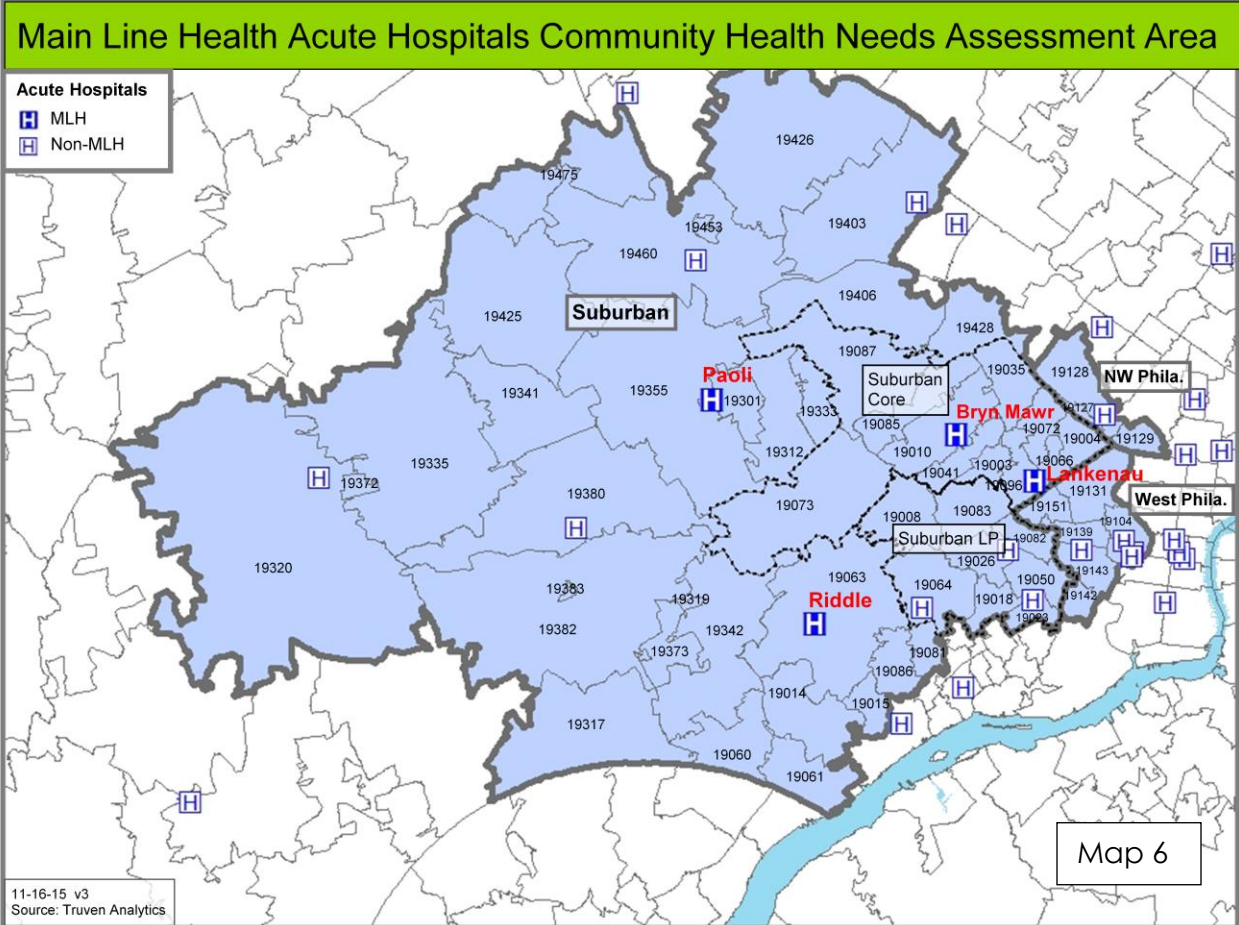 Main Line Health Acute Hospitals Community Health Needs Assessment Area
Acute Hospitals
H MLH
H Non-MLH
H
19426
19475
H
19453
19403
H
19460
H
H
19406
19425
Suburban
19428
H
19087
19035
19128
NW Phila.
Paoli
Suburban
Core
19341
19355
H
19301
19333
Bryn Mawr
19127
H
H
19085
H
19072
19004
19129
19010
19312
19066
H
H
19335
19041
19003
Lankenau
H
19372
19096
H
19131
19380
19073
19151
West Phila.
19008
19083
19104
H
Suburban LP
19082
19139
H
H
H
H
19026
H
H
H
H
19320
19063
19143
19383
19064
19050
19319
Riddle
19018
H
19142
H
H
19382
H
19342
19023
19373
19081
19086
H
19014
19015
19317
H
19060
19061
H
Map 6
11-16-15 v3
Source: Truven Analytics